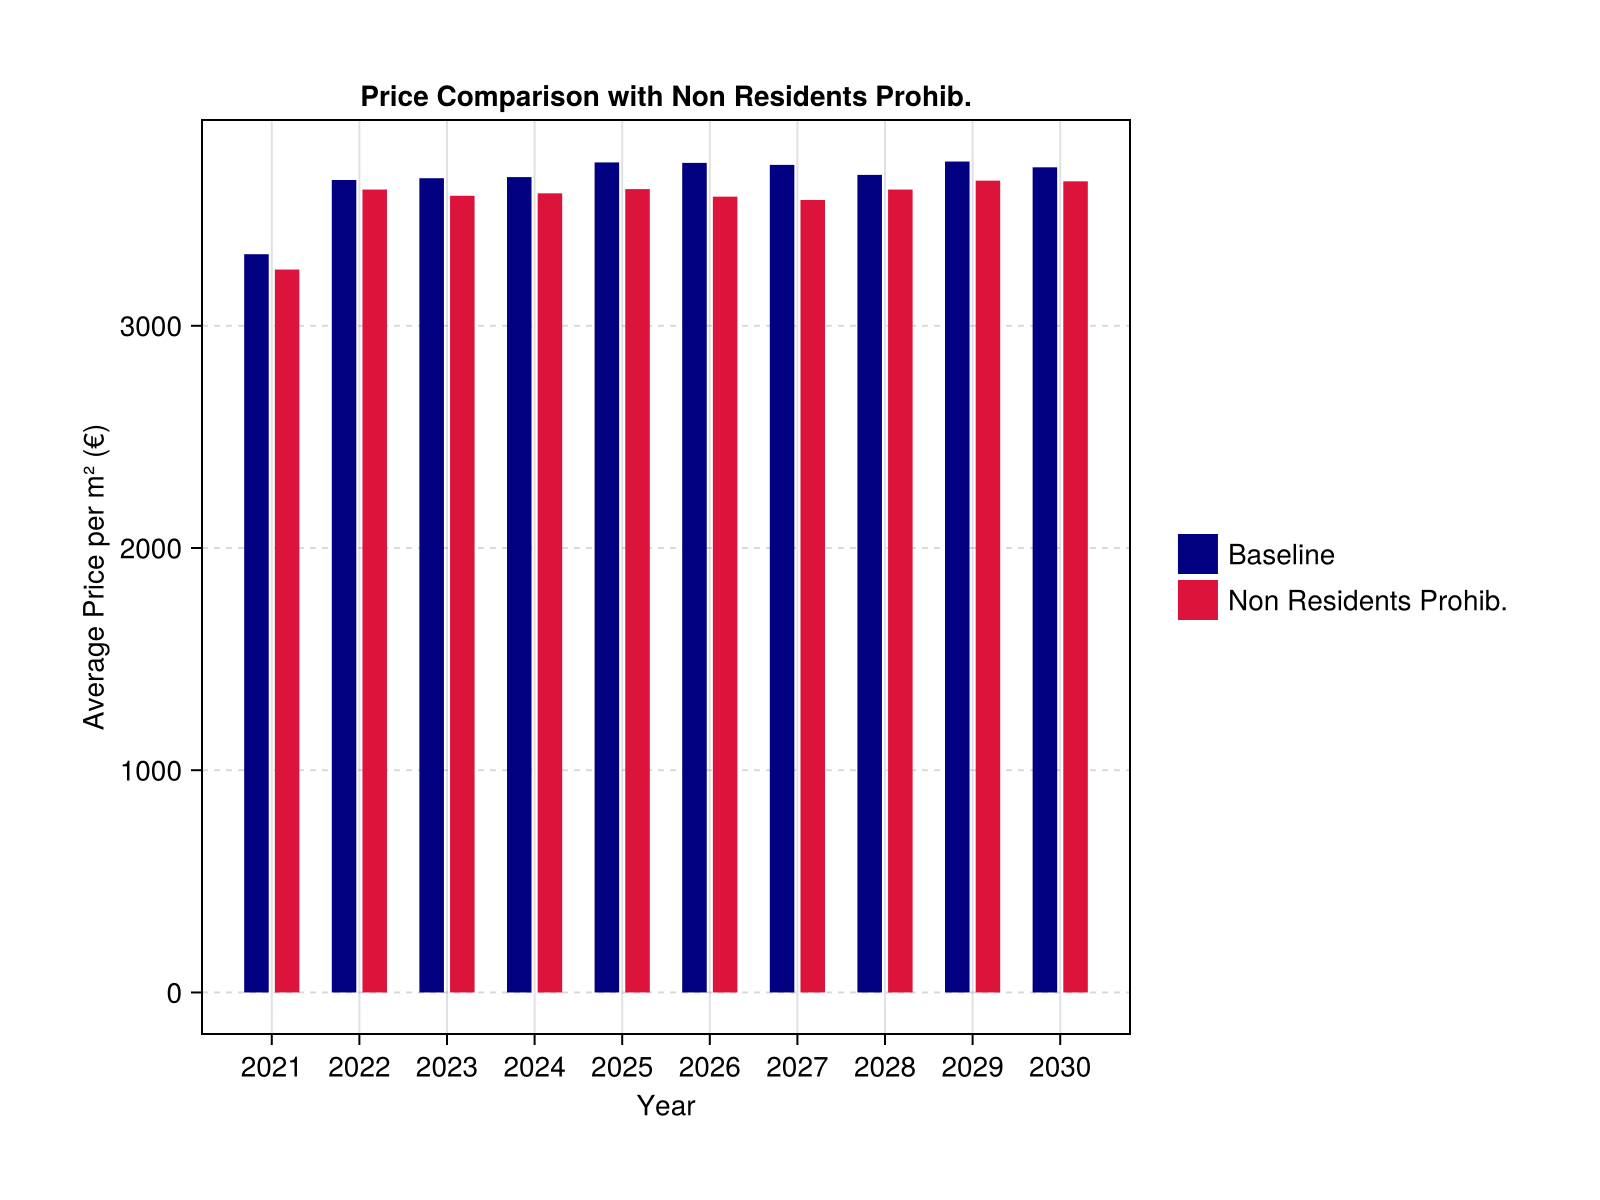 Price Comparison with Non Residents Prohib.
Average Price per m² (€)
3000
2000
1000
0
2021 2022 2023 2024 2025 2026 2027 2028 2029 2030
Year
Baseline
Non Residents Prohib.